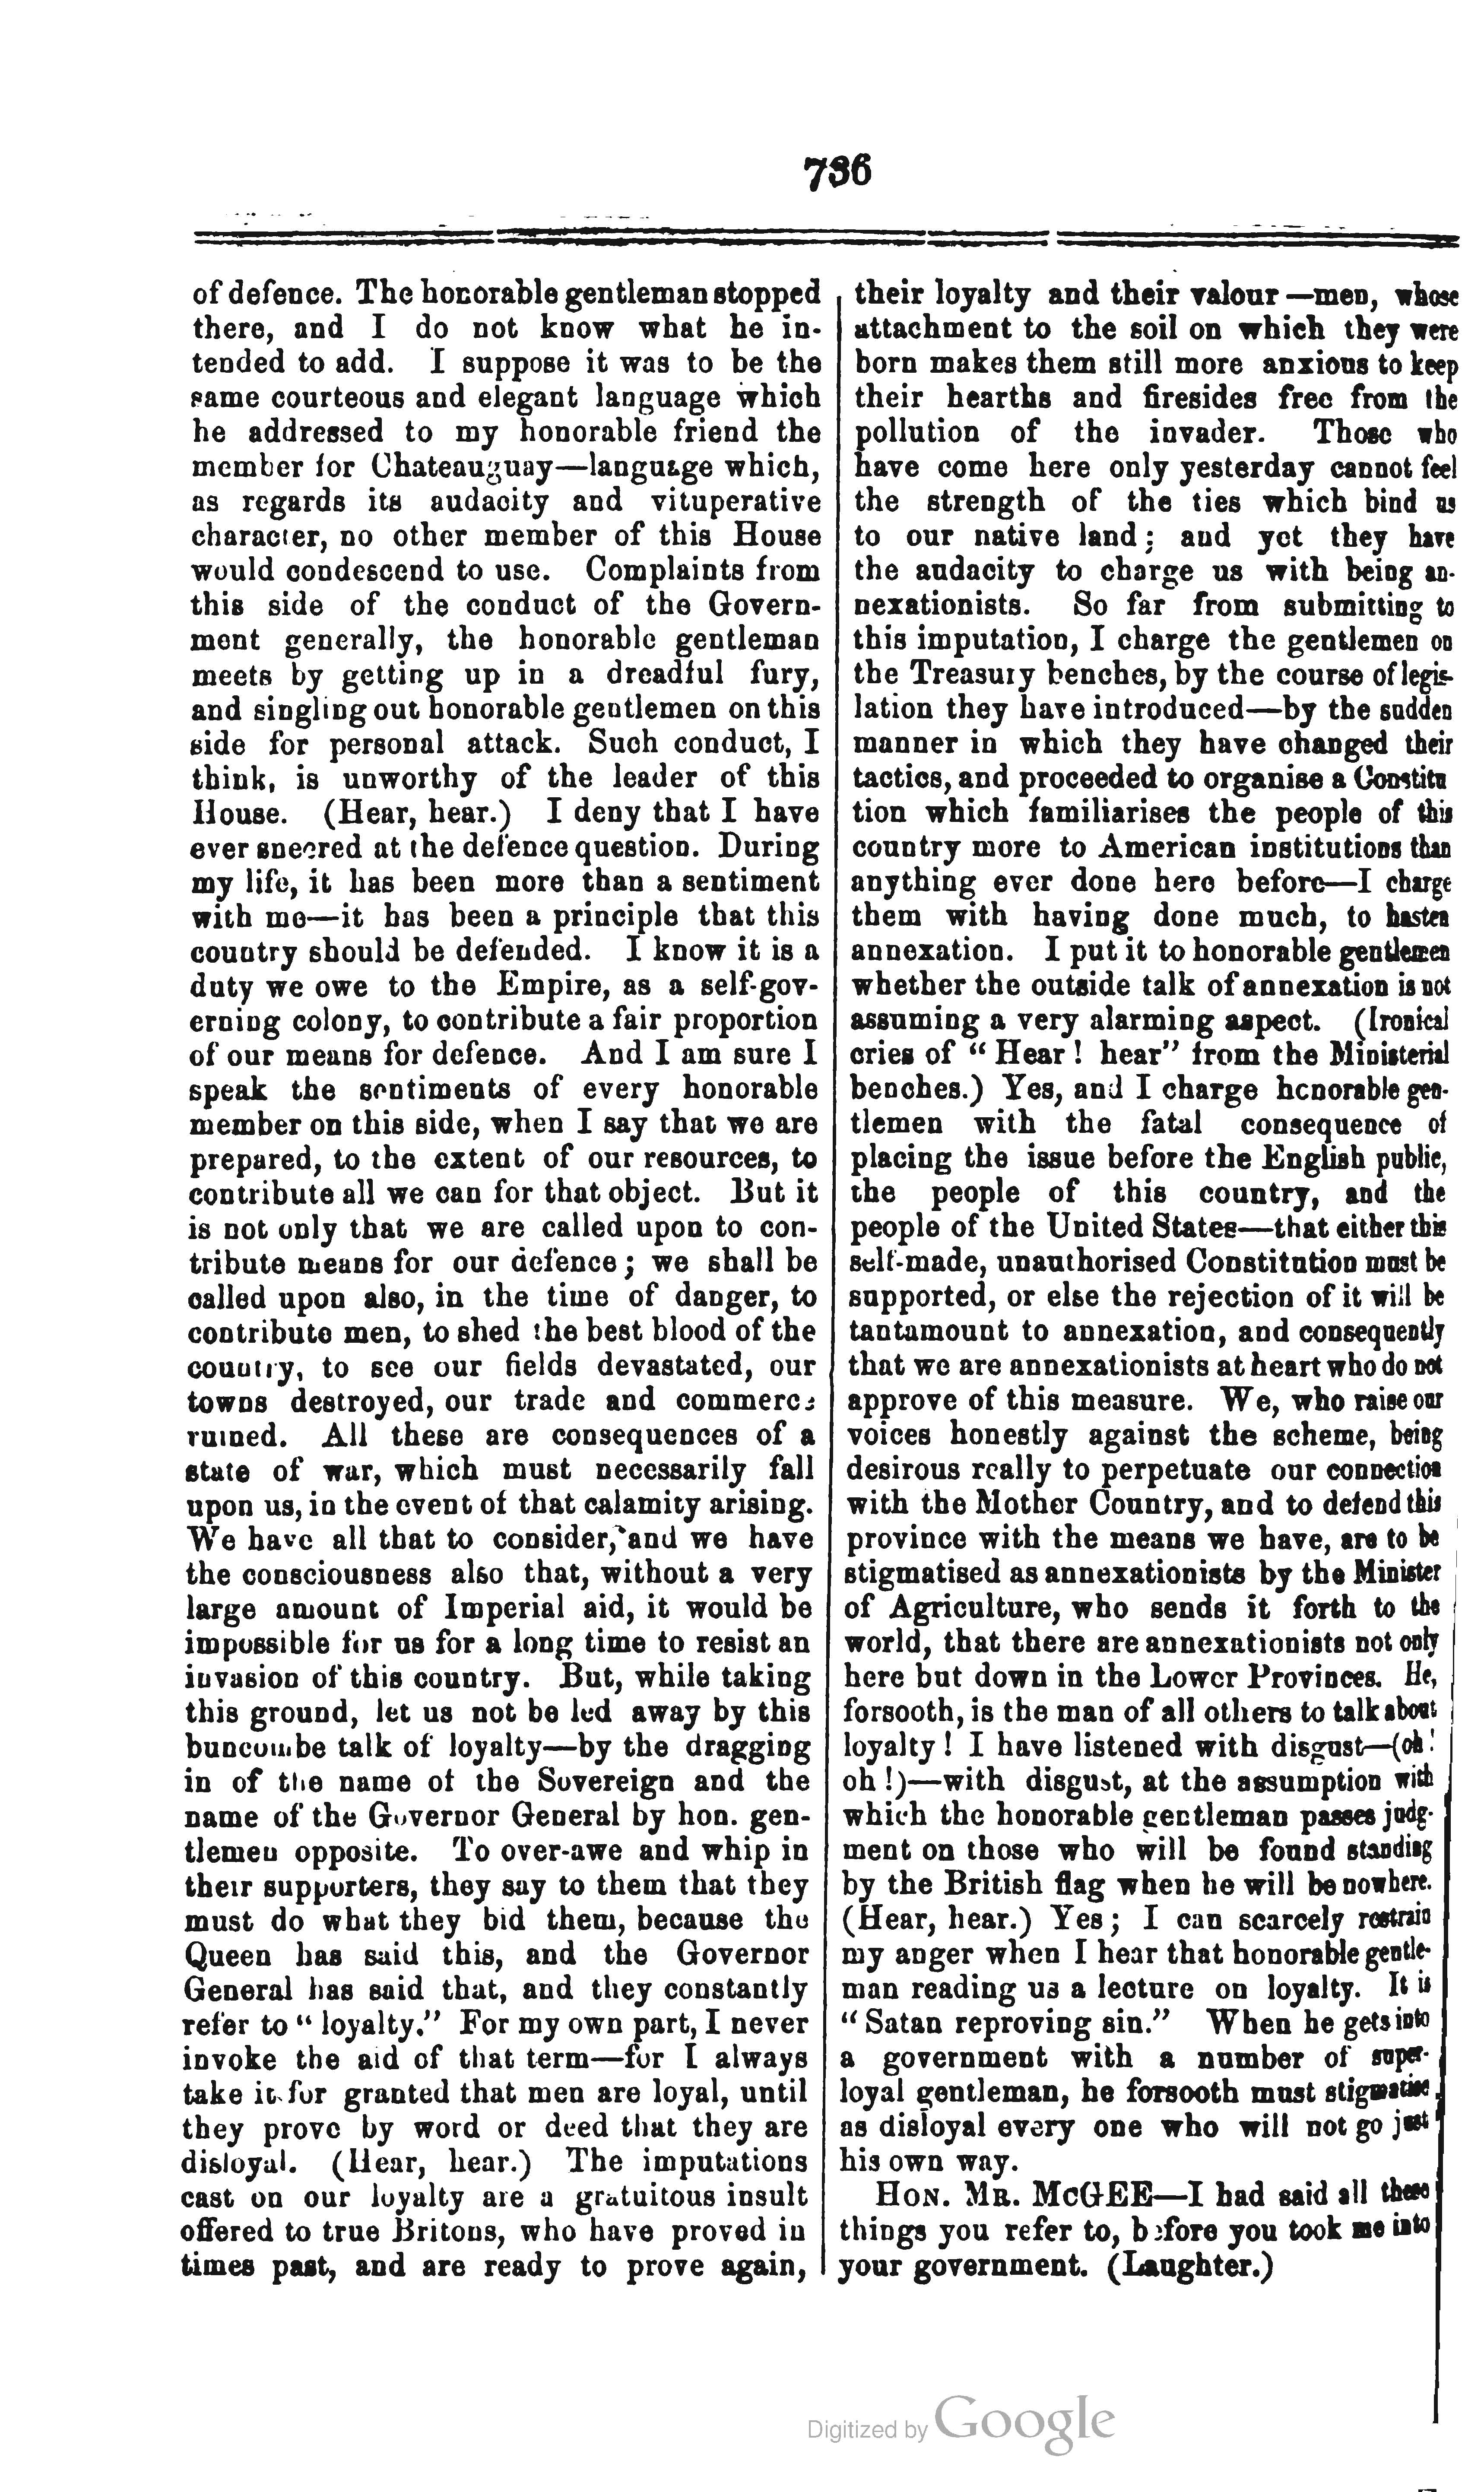 736
of defence. The honorable gentleman stopped
there, and I do not know what he in-
tended to add. I suppose it was to be the
same courteous and elegant language which
he addressed to my honorable friend the
member for Chateauguay—language which,
as regards its audacity and vituperative
character, no other member of this House
would condescend to use. Complaints from
this side of the conduct of the Govern-
ment generally, the honorable gentleman
meets by getting up in a dreadful fury,
and singling out honorable gentlemen on this
side for personal attack. Such conduct, I
think, is unworthy of the leader of this
House. (Hear, hear.) I deny that I have
ever sneered at the defence question. During
my life, it has been more than a sentiment
with me—it has been a principle that this
country should be defended. I know it is a
duty we owe to the Empire, as a self-gov-
erning colony, to contribute a fair proportion
of our means for defence. And I am sure I
speak the sentiments of every honorable
member on this side, when I say that we are
prepared, to the extent of our resources, to
contribute all we can for that object. But it
is not only that we are called upon to con-
tribute means for our defence; we shall be
called upon also, in the time of danger, to
contribute men, to shed the best blood of the
country, to see our fields devastated, our
towns destroyed, our trade and commerce
ruined. All these are consequences of a
state of war, which must necessarily fall
upon us, in the event of that calamity arising.
We have all that to consider, and we have
the consciousness also that, without a very
large amount of Imperial aid, it would be
impossible for us for a long time to resist an
invasion of this country. But, while taking
this ground, let us not be led away by this
buncombe talk of loyalty—by the dragging
in of the name of the Sovereign and the
name of the Governor General by hon. gen-
tlemen opposite. To over-awe and whip in
their supporters, they say to them that they
must do what they bid them, because the
Queen has said this, and the Governor
General has said that, and they constantly
refer to "loyalty." For my own part, I never
invoke the aid of that term—for I always
take it for granted that men are loyal, until
they prove by word or deed that they are
disloyal. (Hear, hear.) The imputations
cast on our loyalty are a gratuitous insult
offered to true Britons, who have proved in
times past, and are ready to prove again,
their loyalty and their valour—men, whose
attachment to the soil on which they were
born makes them still more anxious to keep
their hearths and firesides free from the
pollution of the invader. Those who
have come here only yesterday cannot feel
the strength of the ties which bind us
to our native land; and yet they have
the audacity to charge us with being an-
nexationists. So far from submitting to
this imputation, I charge the gentlemen on
the Treasury benches, by the course of legis-
lation they have introduced—by the sudden
manner in which they have changed their
tactics, and proceeded to organise a Constitu
tion which familiarises the people of this
country more to American institutions than
anything ever done here before—I charge
them with having done much, to hasten
annexation. I put it to honorable gentlemen
whether the outside talk of annexation is not
assuming a very alarming aspect. (Ironical
cries of "Hear! hear" from the Ministerial
benches.) Yes, and I charge honorable gen-
tlemen with the fatal consequence of
placing the issue before the English public,
the people of this country, and the
people of the United States—that either this
self-made, unauthorised Constitution must be
supported, or else the rejection of it will be
tantamount to annexation, and consequently
that we are annexationists at heart who do not
approve of this measure. We, who raise our
voices honestly against the scheme, being
desirous really to perpetuate our connection
with the Mother Country, and to defend this
province with the means we have, are to be
stigmatised as annexationists by the Minister
of Agriculture, who sends it forth to the
world, that there are annexationists not only
here but down in the Lower Provinces. He,
forsooth, is the man of all others to talk about
loyalty! I have listened with disgust—(oh!
oh!)—with disgust, at the assumption with
which the honorable gentleman passes judg-
ment on those who will be found standing
by the British flag when he will be nowhere.
(Hear, hear.) Yes; I can scarcely restrain
my anger when I hear that honorable gentle-
man reading us a lecture on loyalty. It is
"Satan reproving sin." When he gets into
a government with a number of super-
loyal gentleman, he forsooth must stigmatise
as disloyal every one who will not go just
his own way.
HON. MR. McGEE—I had said all these
things you refer to, before you took me into
your government. (Laughter.)
Digitized by Google